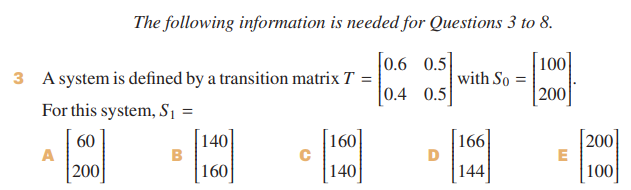 The following information is needed for Questions 3 to 8.
3 A system is defined by a transition matrix T = [0.6 0.5; 0.4 0.5] with S₀ = [100; 200].
For this system, S₁ =
A [60; 200] B [140; 160] C [160; 140] D [166; 144] E [200; 100]